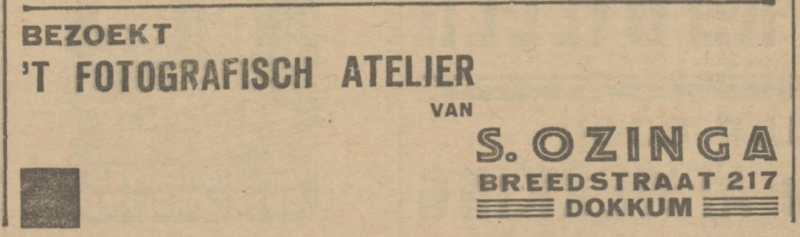 BEZOEKT
'T FOTOGRAFISCH ATELIER
VAN
S. OZINGA
BREEDSTRAAT 217
DOKKUM